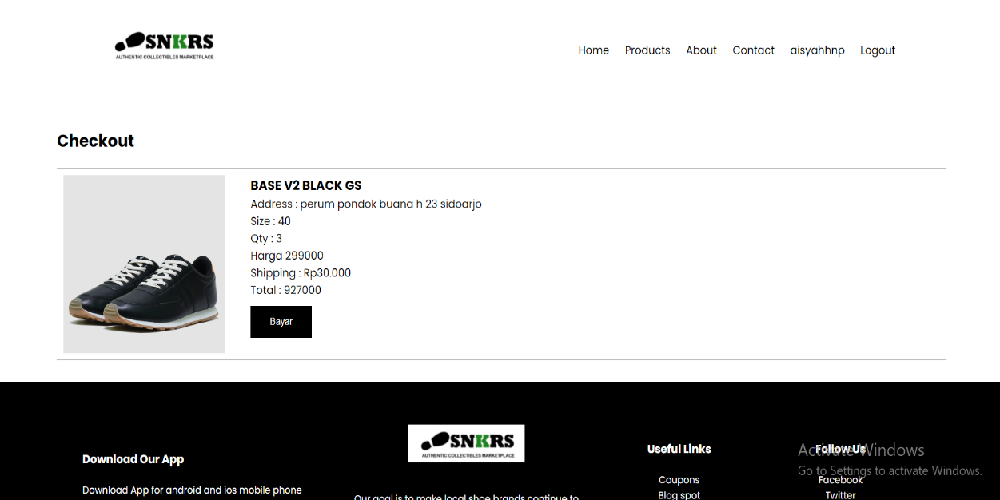 SNKRS
AUTHENTIC COLLECTIBLES MARKETPLACE
Home Products About Contact aisyahhnp Logout
Checkout
BASE V2 BLACK GS
Address : perum pondok buana h 23 sidoarjo
Size : 40
Qty : 3
Harga 299000
Shipping : Rp30.000
Total : 927000
Bayar
Download Our App
Download App for android and ios mobile phone
SNKRS
AUTHENTIC COLLECTIBLES MARKETPLACE
Our goal is to make local shoe brands continue to
Useful Links
Coupons
Blog spot
Follow Us
Facebook
Twitter
Activate Windows
Go to Settings to activate Windows.